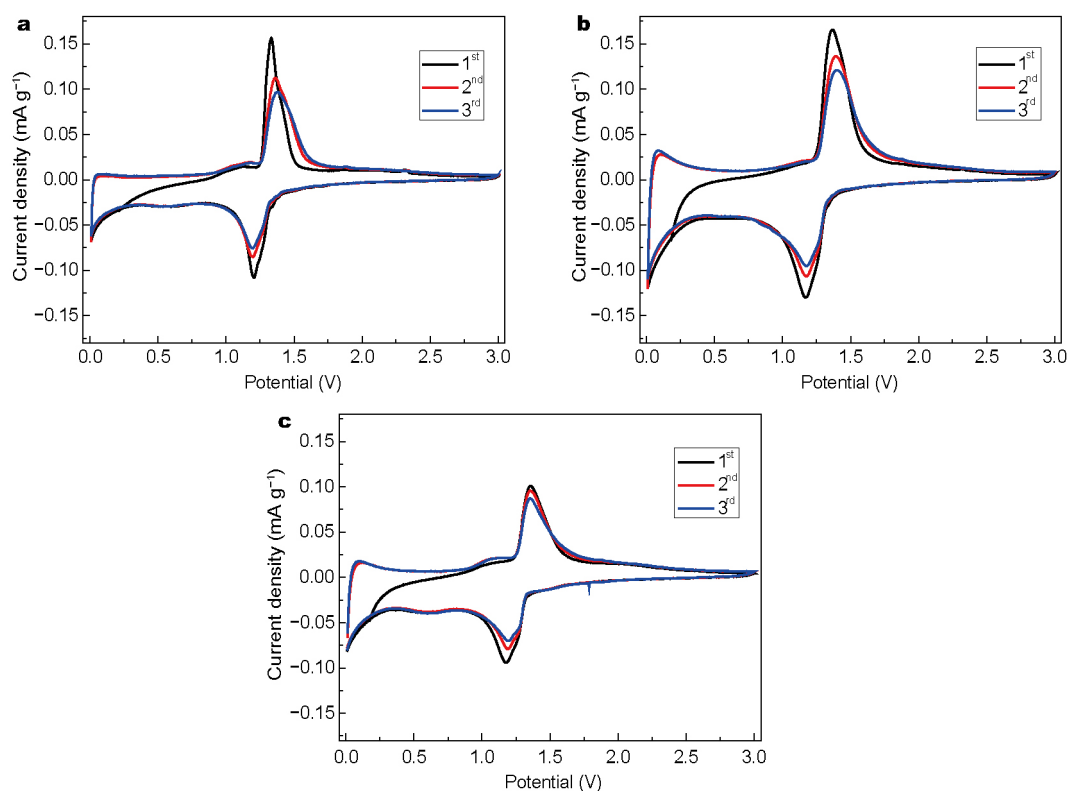 a
0.15
0.10
0.05
0.00
−0.05
−0.10
−0.15
Current density (mA g⁻¹)
1st
2nd
3rd
0.0 0.5 1.0 1.5 2.0 2.5 3.0
Potential (V)
b
0.15
0.10
0.05
0.00
−0.05
−0.10
−0.15
Current density (mA g⁻¹)
1st
2nd
3rd
0.0 0.5 1.0 1.5 2.0 2.5 3.0
Potential (V)
c
0.15
0.10
0.05
0.00
−0.05
−0.10
−0.15
Current density (mA g⁻¹)
1st
2nd
3rd
0.0 0.5 1.0 1.5 2.0 2.5 3.0
Potential (V)